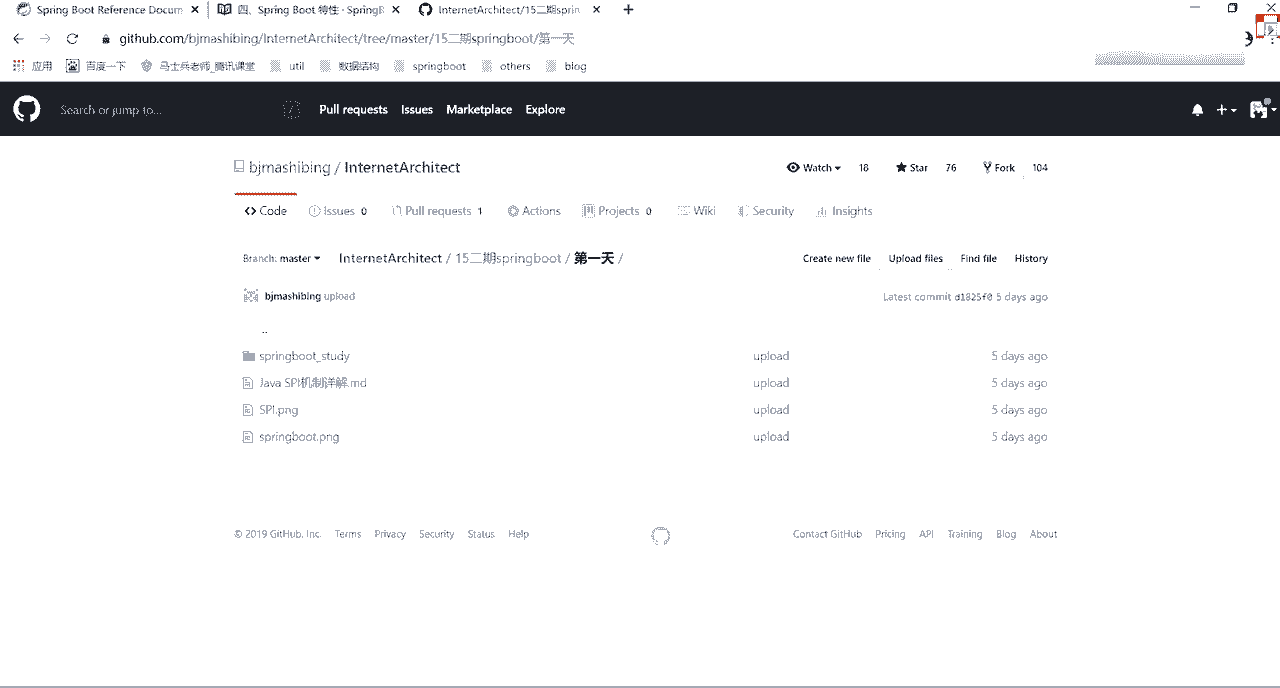 Spring Boot Reference Docum
四、Spring Boot 特性 · SpringB
InternetArchitect/15二期sprin
github.com/bjmashibing/InternetArchitect/tree/master/15二期springboot/第一天
应用 百度一下 马士兵老师_腾讯课堂 util 数据结构 springboot others blog
Search or jump to... / Pull requests Issues Marketplace Explore
bjmashibing / InternetArchitect Watch 18 Star 76 Fork 104
Code Issues 0 Pull requests 1 Actions Projects 0 Wiki Security Insights
Branch: master InternetArchitect / 15二期springboot / 第一天 / Create new file Upload files Find file History
bjmashibing upload Latest commit d1825f0 5 days ago
..
springboot_study upload 5 days ago
Java SPI机制详解.md upload 5 days ago
SPI.png upload 5 days ago
springboot.png upload 5 days ago
© 2019 GitHub, Inc. Terms Privacy Security Status Help Contact GitHub Pricing API Training Blog About